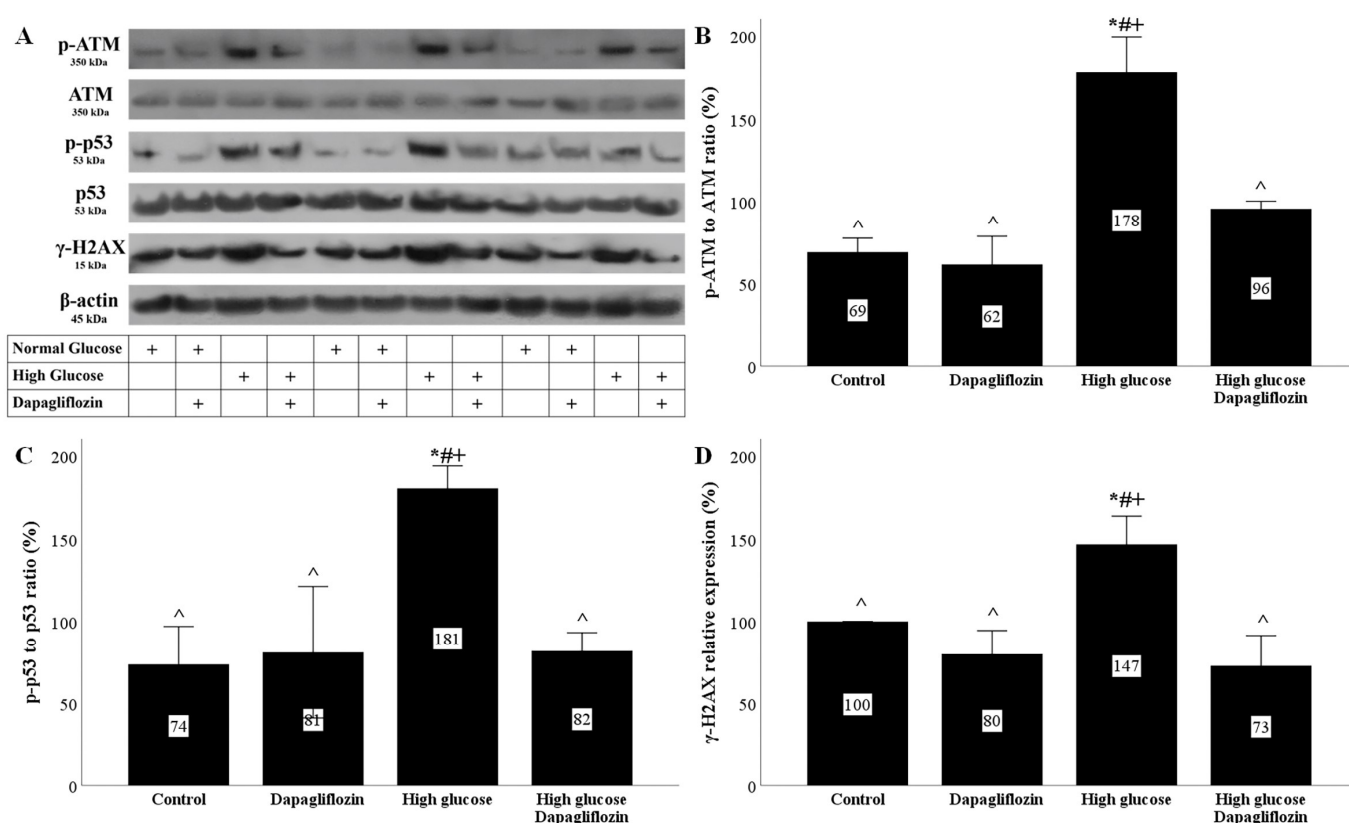 A
p-ATM
350 kDa
ATM
350 kDa
p-p53
53 kDa
p53
53 kDa
γ-H2AX
15 kDa
β-actin
45 kDa
Normal Glucose + + + + + +
High Glucose + + + + + +
Dapagliflozin + + + + + +
B
p-ATM to ATM ratio (%)
200
150
100
50
0
^
^
*#+
^
69
62
178
96
Control
Dapagliflozin
High glucose
High glucose
Dapagliflozin
C
p-p53 to p53 ratio (%)
200
150
100
50
0
^
^
*#+
^
74
81
181
82
Control
Dapagliflozin
High glucose
High glucose
Dapagliflozin
D
γ-H2AX relative expression (%)
200
150
100
50
0
^
^
*#+
^
100
80
147
73
Control
Dapagliflozin
High glucose
High glucose
Dapagliflozin